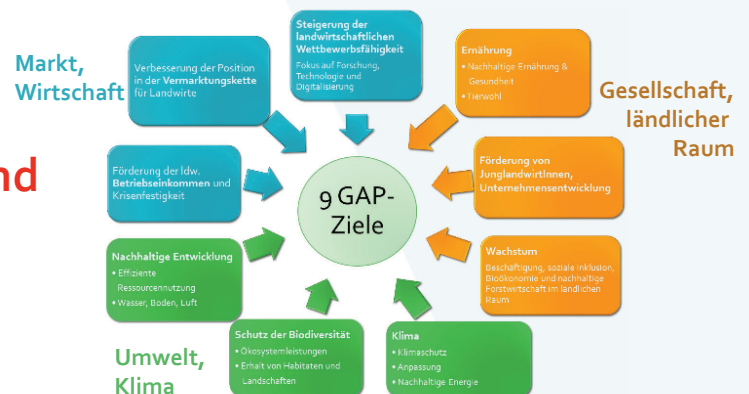 Markt,
Wirtschaft
nd
Verbesserung der Position
in der Vermarktungskette
für Landwirte
Steigerung der
landwirtschaftlichen
Wettbewerbsfähigkeit
Fokus auf Forschung,
Technologie und
Digitalisierung
Ernährung
• Nachhaltige Ernährung &
Gesundheit
• Tierwohl
Gesellschaft,
ländlicher
Raum
Förderung der ldw.
Betriebseinkommen und
Krisenfestigkeit
9 GAP-
Ziele
Förderung von
JunglandwirtInnen,
Unternehmensentwicklung
Nachhaltige Entwicklung
• Effiziente
Ressourcennutzung
• Wasser, Boden, Luft
Wachstum
Beschäftigung, soziale Inklusion,
Bioökonomie und nachhaltige
Forstwirtschaft im ländlichen
Raum
Umwelt,
Klima
Schutz der Biodiversität
• Ökosystemleistungen
• Erhalt von Habitaten und
Landschaften
Klima
• Klimaschutz
• Anpassung
• Nachhaltige Energie